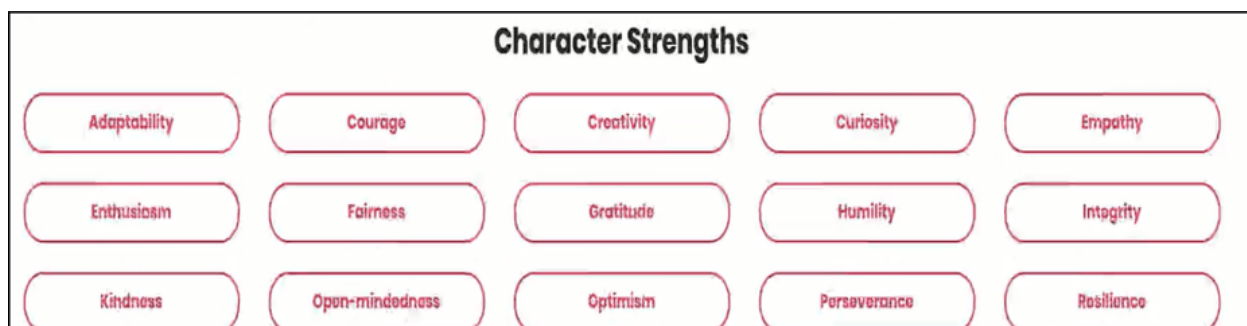 Character Strengths
Adaptability Courage Creativity Curiosity Empathy
Enthusiasm Fairness Gratitude Humility Integrity
Kindness Open-mindedness Optimism Perseverance Resilience